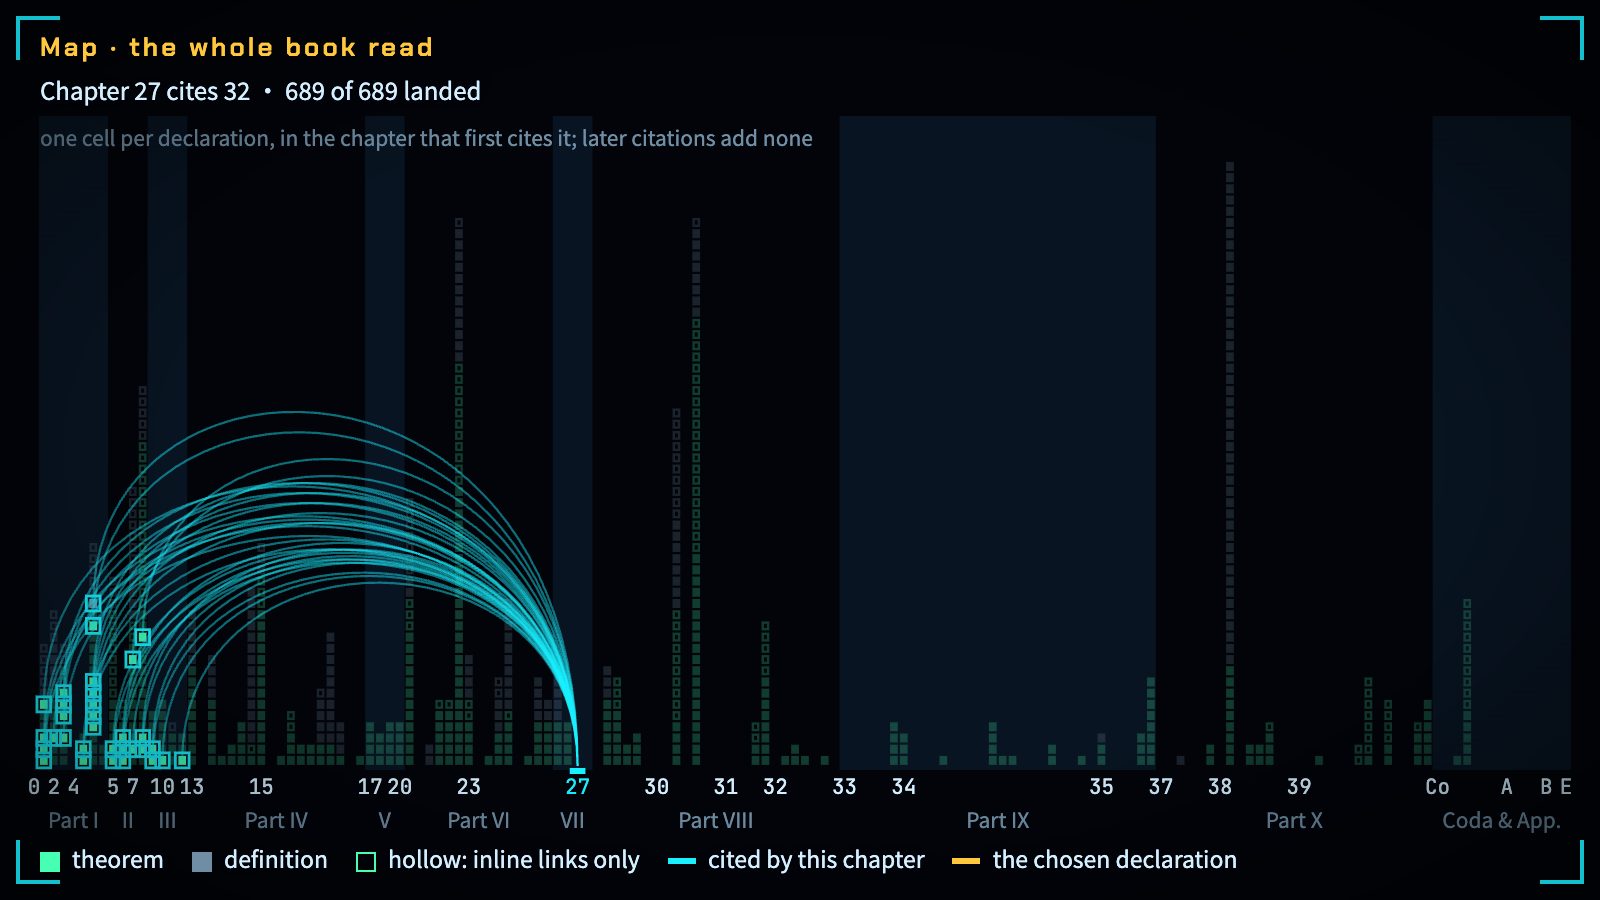 Map · the whole book read
Chapter 27 cites 32 • 689 of 689 landed
one cell per declaration, in the chapter that first cites it; later citations add none
0 2 4 5 7 10 13 15 17 20 23 27 30 31 32 33 34 35 37 38 39 Co A B E
Part I II III Part IV V Part VI VII Part VIII Part IX Part X Coda & App.
theorem definition hollow: inline links only cited by this chapter the chosen declaration